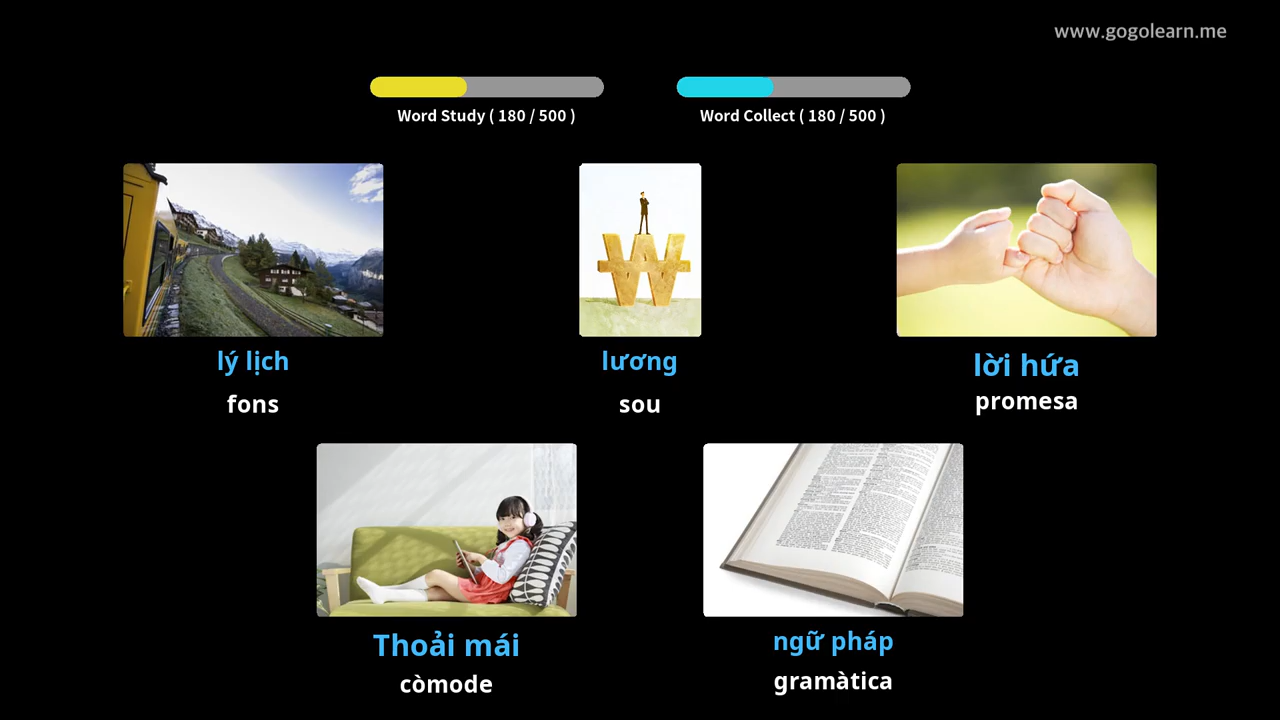 www.gogolearn.me
Word Study ( 180 / 500 )
Word Collect ( 180 / 500 )
lý lịch
fons
lương
sou
lời hứa
promesa
Thoải mái
còmode
ngữ pháp
gramàtica